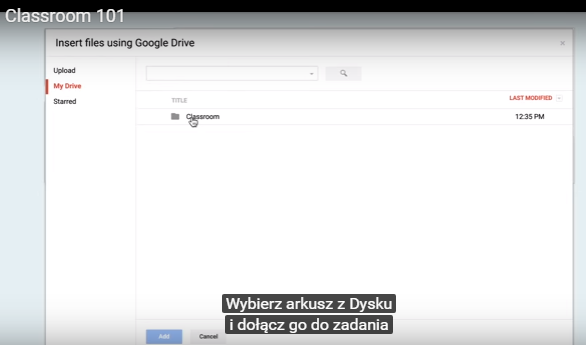 Classroom 101
Insert files using Google Drive
Upload
My Drive
Starred
TITLE
LAST MODIFIED
Classroom
12:35 PM
Wybierz arkusz z Dysku
i dołącz go do zadania
Add
Cancel